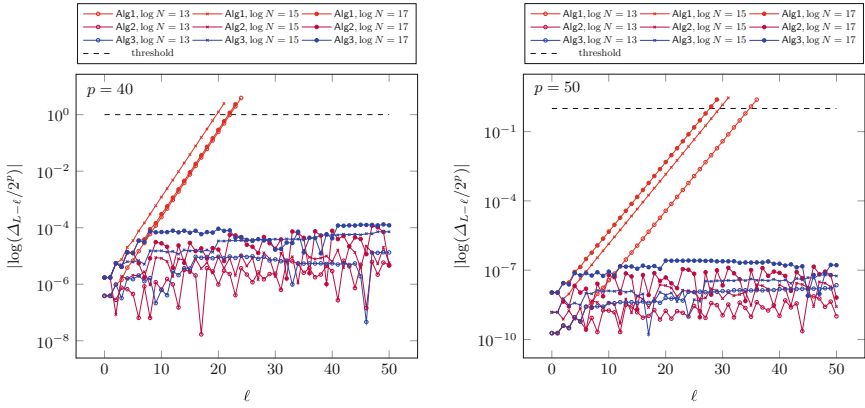 Alg1, log N = 13 Alg1, log N = 15 Alg1, log N = 17
Alg2, log N = 13 Alg2, log N = 15 Alg2, log N = 17
Alg3, log N = 13 Alg3, log N = 15 Alg3, log N = 17
threshold
p = 40
10^0
10^−2
10^−4
10^−6
10^−8
|log(Δ_{L−ℓ}/2^p)|
0 10 20 30 40 50
ℓ
Alg1, log N = 13 Alg1, log N = 15 Alg1, log N = 17
Alg2, log N = 13 Alg2, log N = 15 Alg2, log N = 17
Alg3, log N = 13 Alg3, log N = 15 Alg3, log N = 17
threshold
p = 50
10^−1
10^−4
10^−7
10^−10
|log(Δ_{L−ℓ}/2^p)|
0 10 20 30 40 50
ℓ